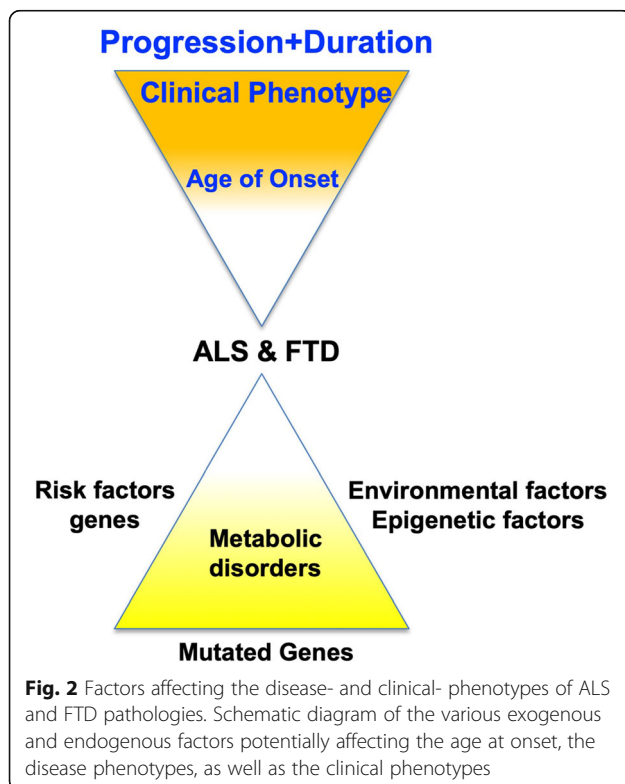 Progression+Duration
Clinical Phenotype
Age of Onset
ALS & FTD
Risk factors
genes
Environmental factors
Epigenetic factors
Metabolic
disorders
Mutated Genes
Fig. 2 Factors affecting the disease- and clinical- phenotypes of ALS
and FTD pathologies. Schematic diagram of the various exogenous
and endogenous factors potentially affecting the age at onset, the
disease phenotypes, as well as the clinical phenotypes